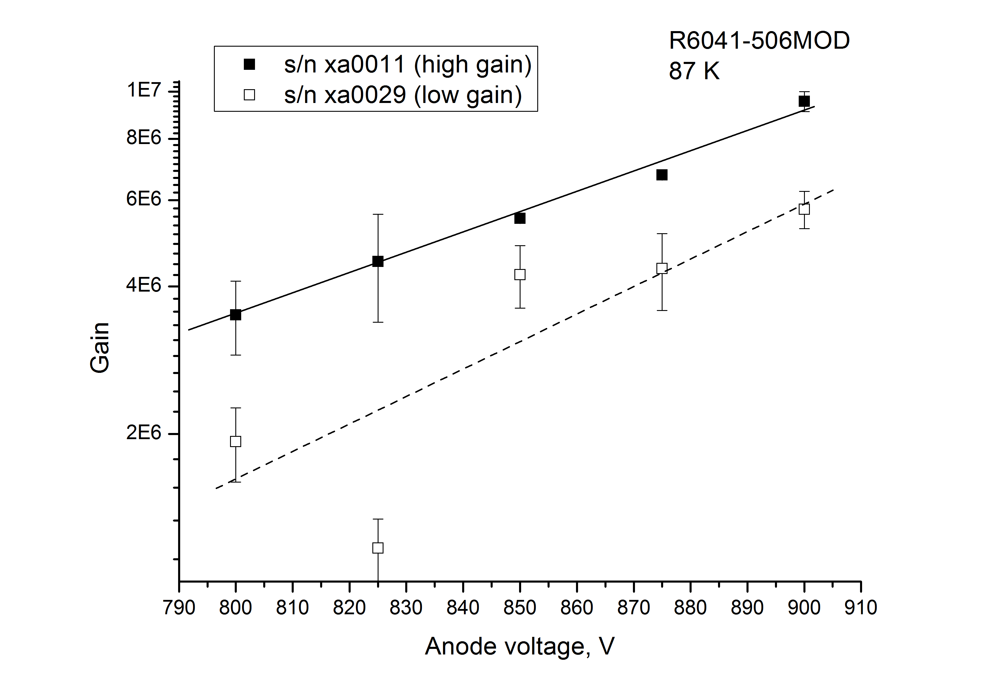 R6041-506MOD
87 K
s/n xa0011 (high gain)
s/n xa0029 (low gain)
1E7
8E6
6E6
4E6
2E6
Gain
790 800 810 820 830 840 850 860 870 880 890 900 910
Anode voltage, V